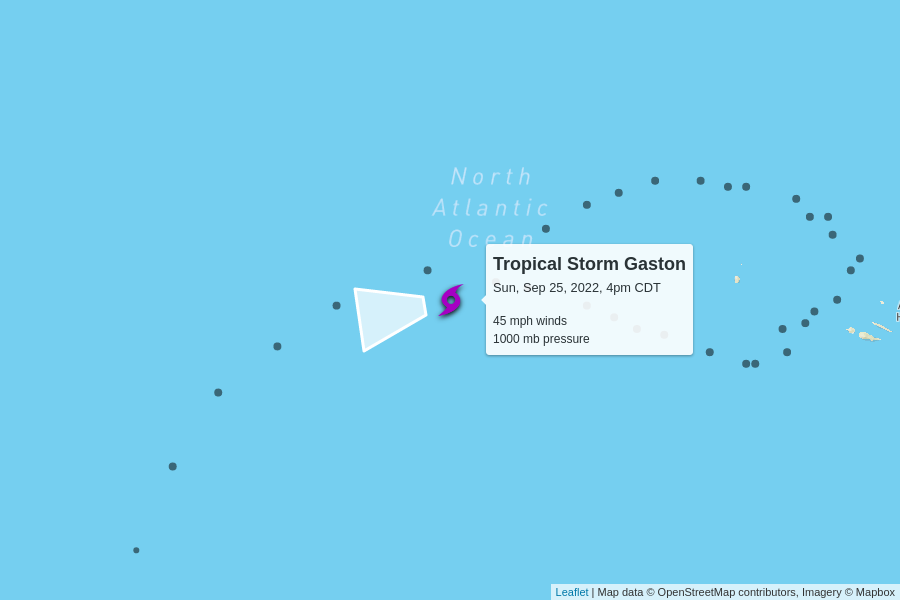 North
Atlantic
Ocean
Tropical Storm Gaston
Sun, Sep 25, 2022, 4pm CDT
45 mph winds
1000 mb pressure
Leaflet | Map data © OpenStreetMap contributors, Imagery © Mapbox